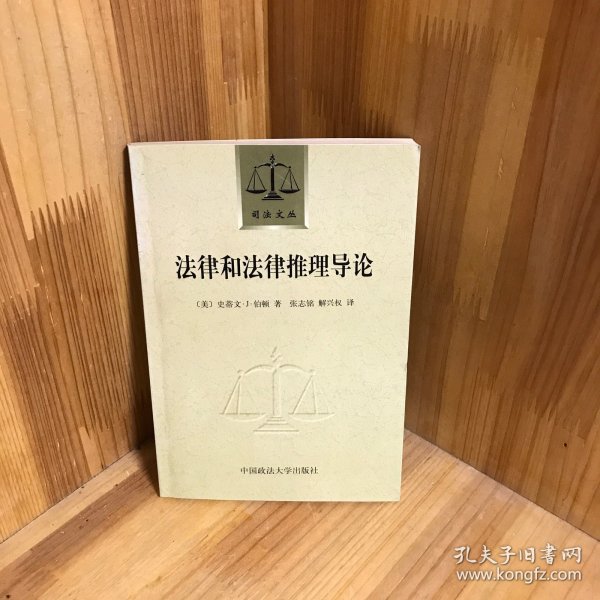 司法文丛
法律和法律推理导论
〔美〕史蒂文·J·伯顿 著 张志铭 解兴权 译
中国政法大学出版社
孔夫子旧书网
www.kongfz.com